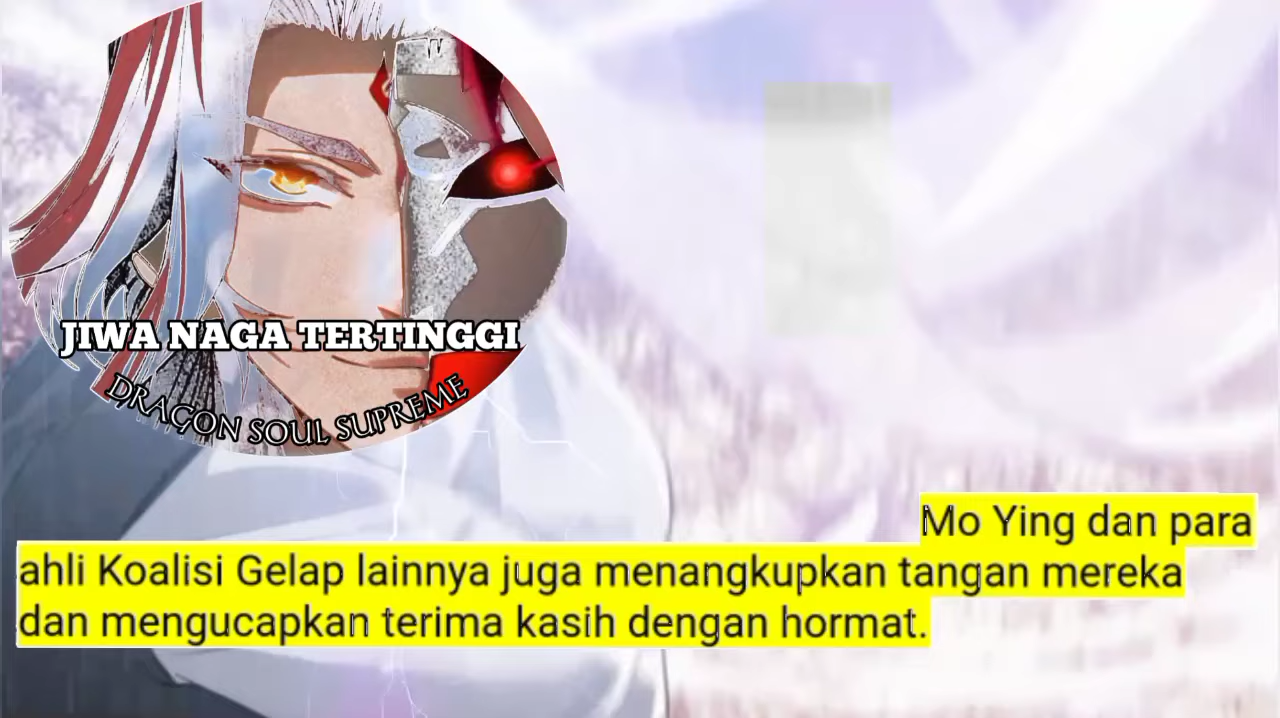 JIWA NAGA TERTINGGI
DRAGON SOUL SUPREME
Mo Ying dan para
ahli Koalisi Gelap lainnya juga menangkupkan tangan mereka
dan mengucapkan terima kasih dengan hormat.